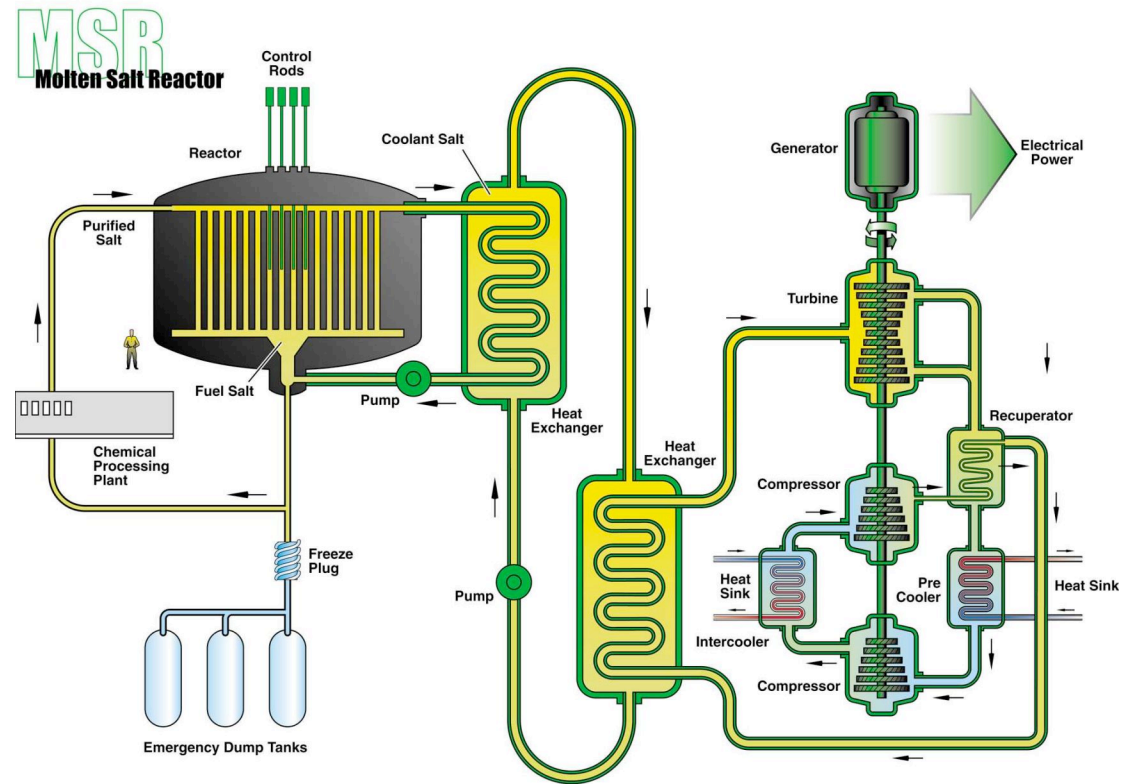 MSR
Molten Salt Reactor
Control
Rods
Reactor
Coolant Salt
Purified
Salt
Fuel Salt
Pump
Heat
Exchanger
Chemical
Processing
Plant
Freeze
Plug
Emergency Dump Tanks
Pump
Heat
Exchanger
Generator
Electrical
Power
Turbine
Recuperator
Compressor
Heat
Sink
Pre
Cooler
Heat Sink
Intercooler
Compressor